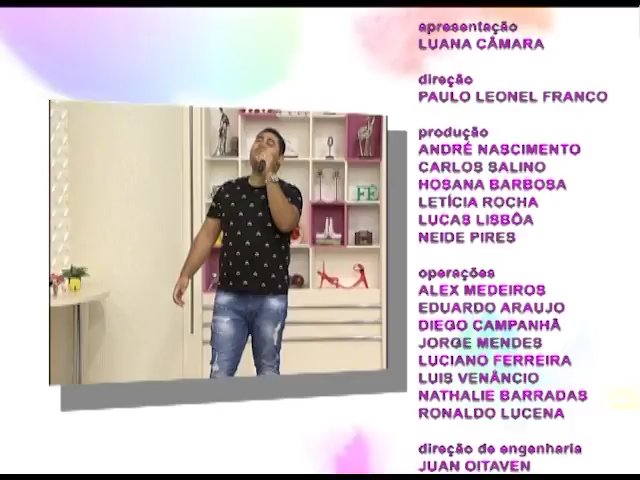 apresentação
LUANA CÂMARA
direção
PAULO LEONEL FRANCO
produção
ANDRÉ NASCIMENTO
CARLOS SALINO
HOSANA BARBOSA
LETÍCIA ROCHA
LUCAS LISBÔA
NEIDE PIRES
operações
ALEX MEDEIROS
EDUARDO ARAUJO
DIEGO CAMPANHÃ
JORGE MENDES
LUCIANO FERREIRA
LUIS VENÂNCIO
NATHALIE BARRADAS
RONALDO LUCENA
direção de engenharia
JUAN OITAVEN
FÉ